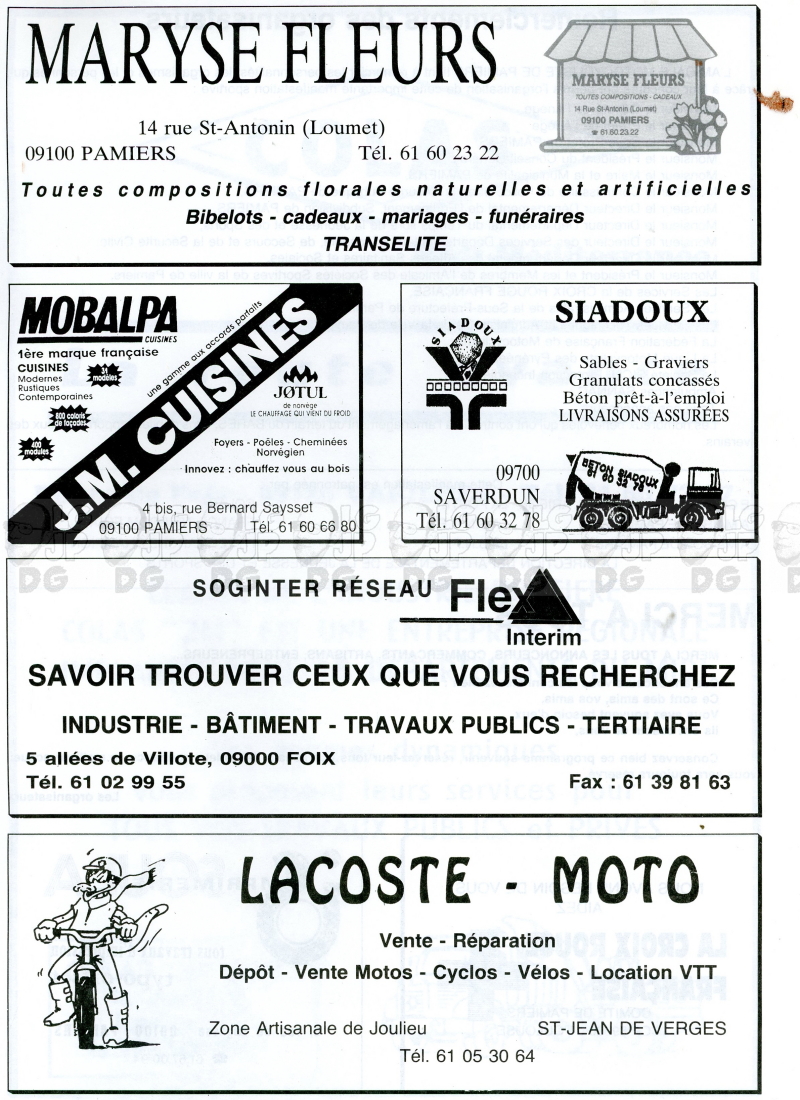 MARYSE FLEURS
MARYSE FLEURS
TOUTES COMPOSITIONS - CADEAUX
14 Rue St-Antonin (Loumet)
09100 PAMIERS
☎ 61.60.23.22
14 rue St-Antonin (Loumet)
09100 PAMIERS Tél. 61 60 23 22
Toutes compositions florales naturelles et artificielles
Bibelots - cadeaux - mariages - funéraires
TRANSELITE
MOBALPA
CUISINES
1ère marque française
CUISINES
Modernes
Rustiques
Contemporaines
31 modèles
800 coloris de façades
400 modules
une gamme aux accords parfaits
J.M. CUISINES
JØTUL
de norvège
LE CHAUFFAGE QUI VIENT DU FROID
Foyers - Poêles - Cheminées
Norvégien
Innovez : chauffez vous au bois
4 bis, rue Bernard Saysset
09100 PAMIERS Tél. 61 60 66 80
SIADOUX
SIADOUX
Sables - Graviers
Granulats concassés
Béton prêt-à-l'emploi
LIVRAISONS ASSURÉES
09700
SAVERDUN
Tél. 61 60 32 78
BETON SIADOUX
61 60 32 78
SOGINTER RÉSEAU Flex
Interim
SAVOIR TROUVER CEUX QUE VOUS RECHERCHEZ
INDUSTRIE - BÂTIMENT - TRAVAUX PUBLICS - TERTIAIRE
5 allées de Villote, 09000 FOIX
Tél. 61 02 99 55 Fax : 61 39 81 63
LACOSTE - MOTO
Vente - Réparation
Dépôt - Vente Motos - Cyclos - Vélos - Location VTT
Zone Artisanale de Joulieu ST-JEAN DE VERGES
Tél. 61 05 30 64